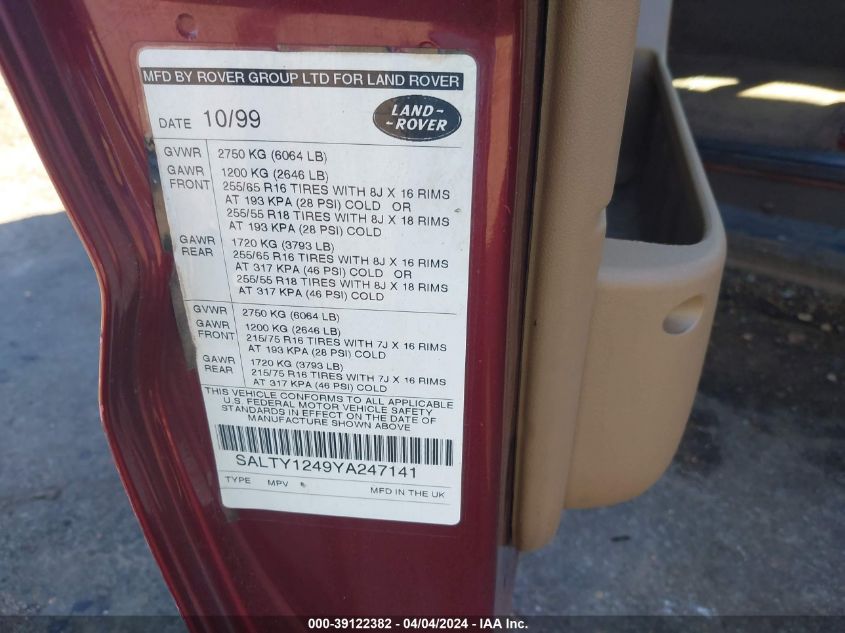 MFD BY ROVER GROUP LTD FOR LAND ROVER
DATE 10/99
LAND-
-ROVER
GVWR 2750 KG (6064 LB)
GAWR FRONT 1200 KG (2646 LB)
255/65 R16 TIRES WITH 8J X 16 RIMS
AT 193 KPA (28 PSI) COLD OR
255/55 R18 TIRES WITH 8J X 18 RIMS
AT 193 KPA (28 PSI) COLD
GAWR REAR 1720 KG (3793 LB)
255/65 R16 TIRES WITH 8J X 16 RIMS
AT 317 KPA (46 PSI) COLD OR
255/55 R18 TIRES WITH 8J X 18 RIMS
AT 317 KPA (46 PSI) COLD
GVWR 2750 KG (6064 LB)
GAWR FRONT 1200 KG (2646 LB)
215/75 R16 TIRES WITH 7J X 16 RIMS
AT 193 KPA (28 PSI) COLD
GAWR REAR 1720 KG (3793 LB)
215/75 R16 TIRES WITH 7J X 16 RIMS
AT 317 KPA (46 PSI) COLD
THIS VEHICLE CONFORMS TO ALL APPLICABLE
U.S. FEDERAL MOTOR VEHICLE SAFETY
STANDARDS IN EFFECT ON THE DATE OF
MANUFACTURE SHOWN ABOVE
SALTY1249YA247141
TYPE MPV MFD IN THE UK
000-39122382 - 04/04/2024 - IAA Inc.